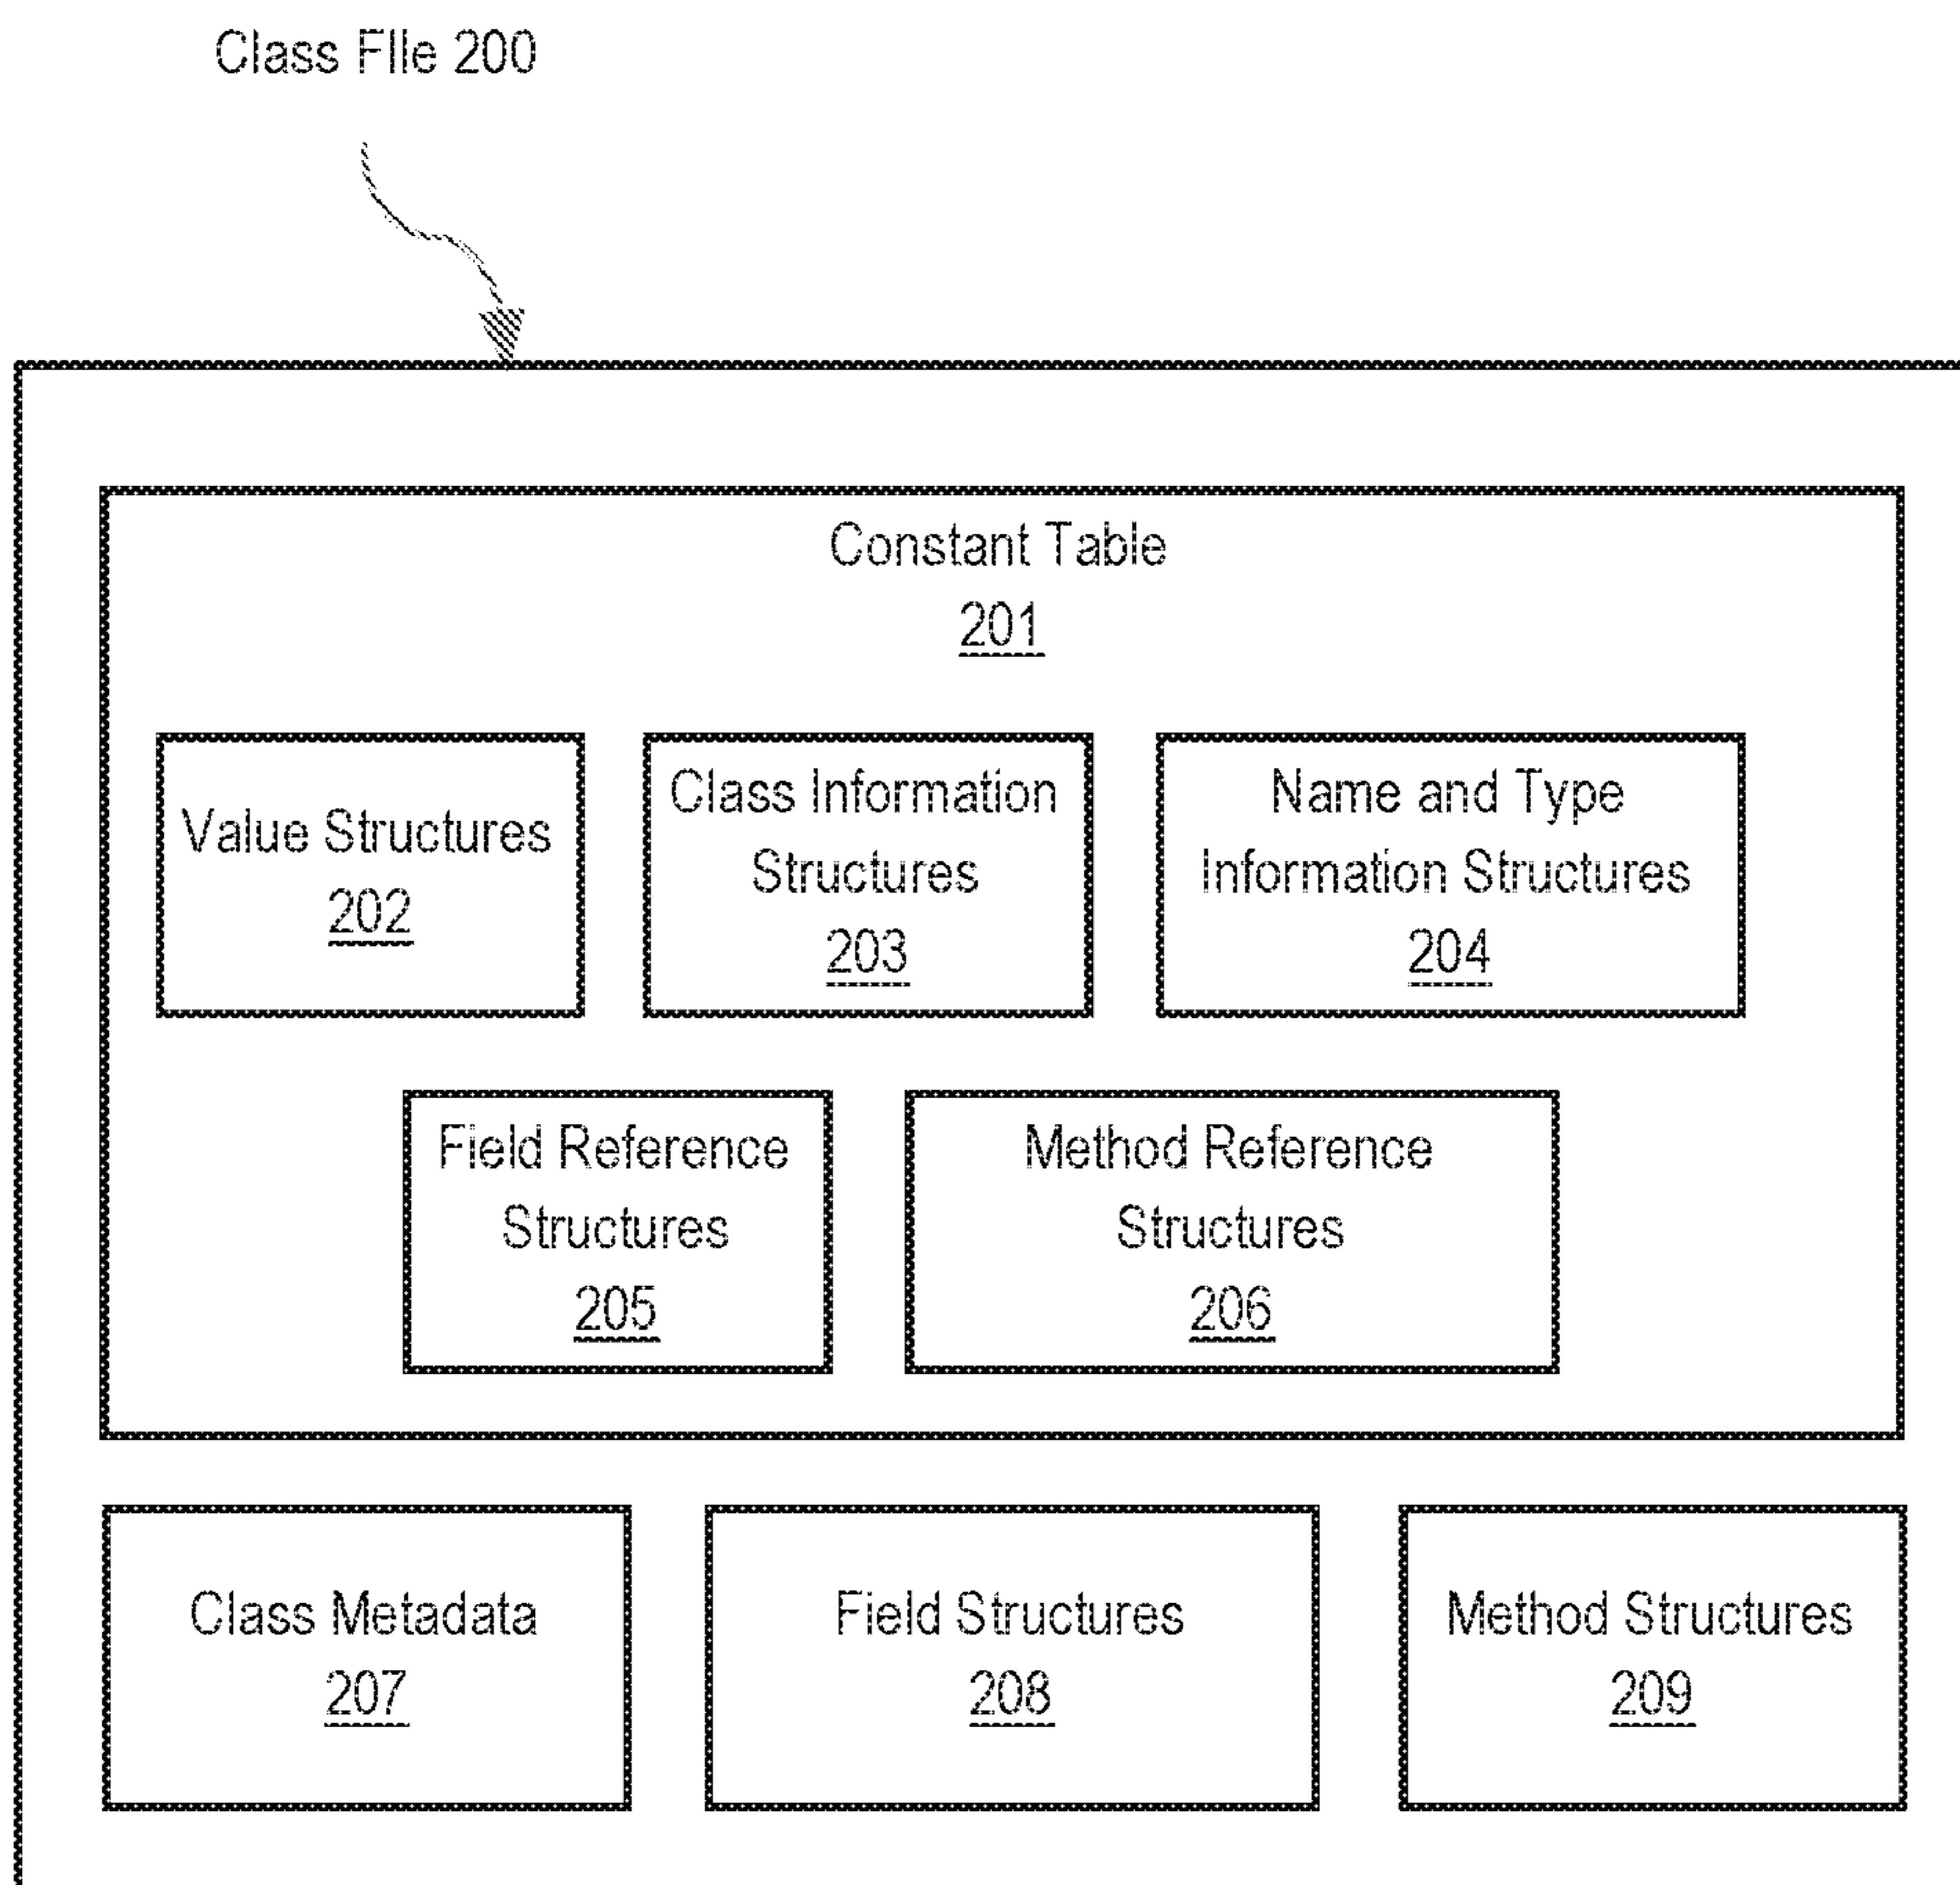 Class FIle 200
Constant Table
201
Value Structures
202
Class Information
Structures
203
Name and Type
Information Structures
204
Field Reference
Structures
205
Method Reference
Structures
206
Class Metadata
207
Field Structures
208
Method Structures
209